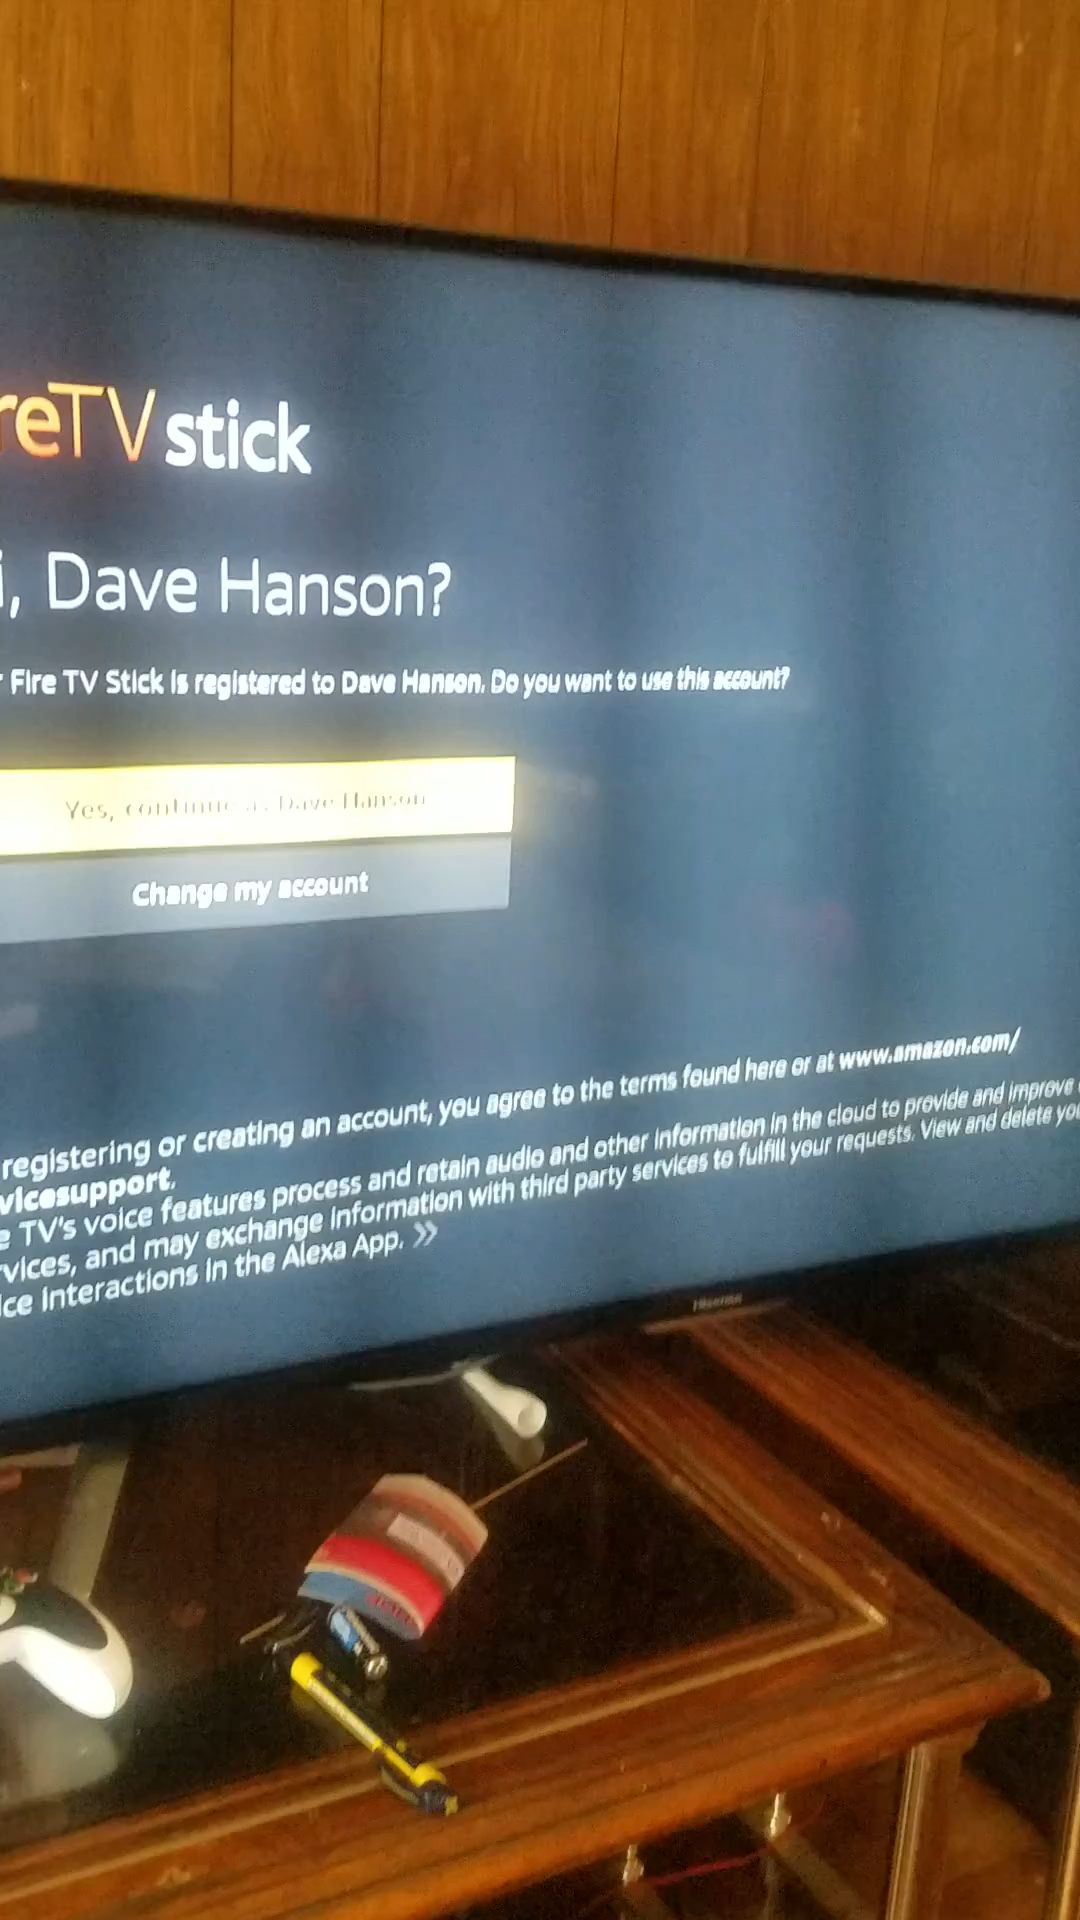 reTV stick
i, Dave Hanson?
Fire TV Stick is registered to Dave Hanson. Do you want to use this account?
Yes, continue as Dave Hanson
Change my account
registering or creating an account, you agree to the terms found here or at www.amazon.com/
vicesupport.
e TV's voice features process and retain audio and other information in the cloud to provide and improve
vices, and may exchange information with third party services to fulfill your requests. View and delete you
ice interactions in the Alexa App. »
Hisense